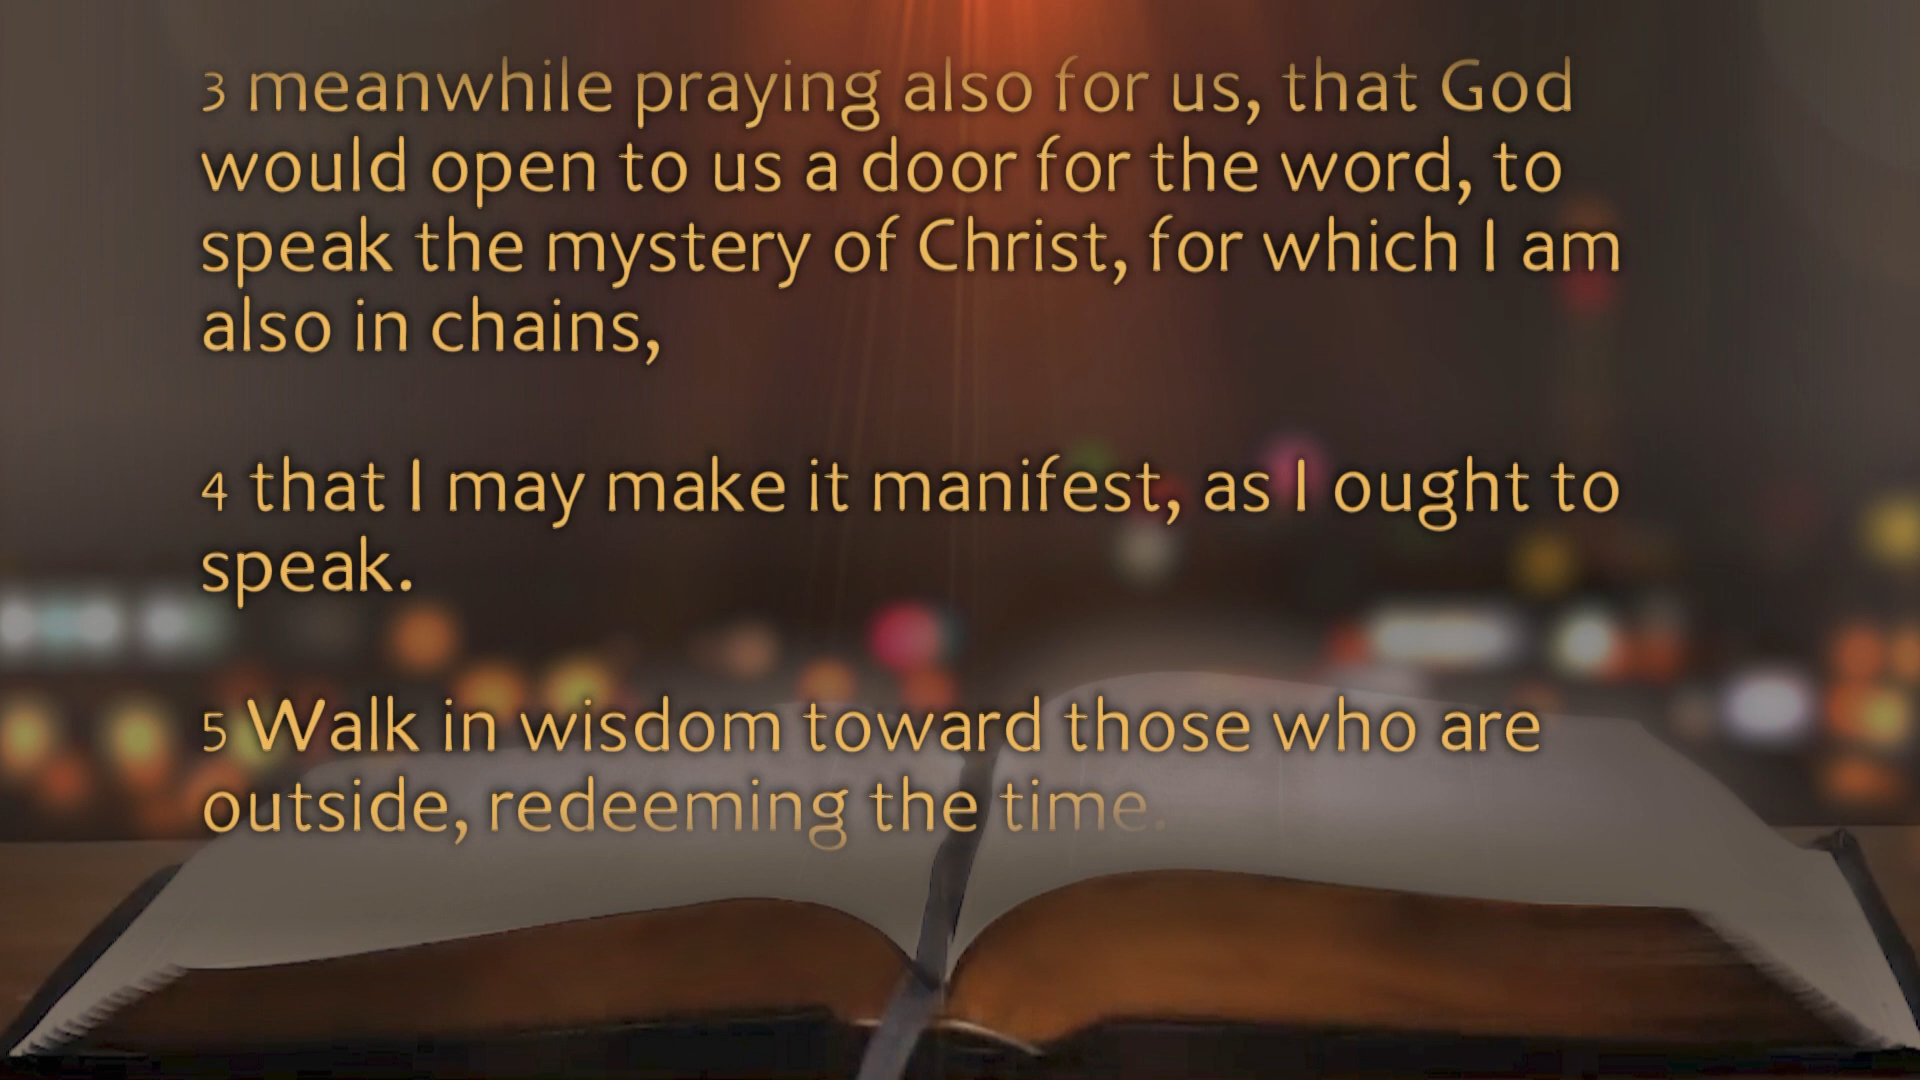 3 meanwhile praying also for us, that God
would open to us a door for the word, to
speak the mystery of Christ, for which I am
also in chains,
4 that I may make it manifest, as I ought to
speak.
5 Walk in wisdom toward those who are
outside, redeeming the time.